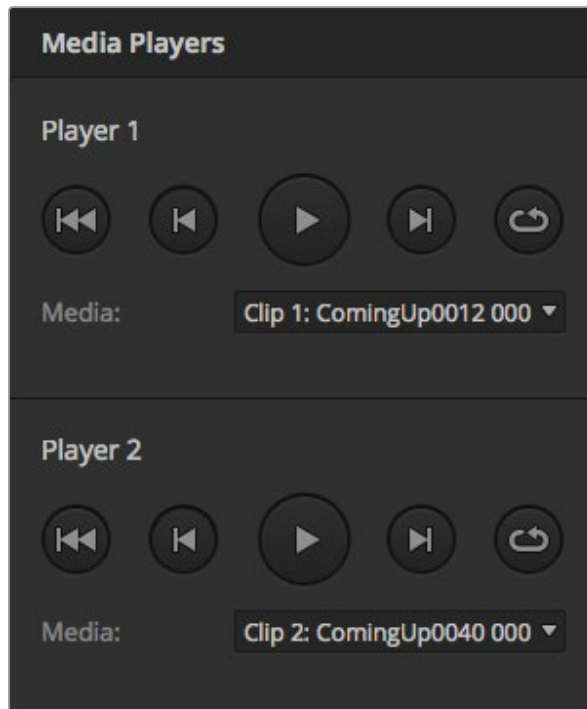 Media Players
Player 1
Media:
Clip 1: ComingUp0012 000
Player 2
Media:
Clip 2: ComingUp0040 000